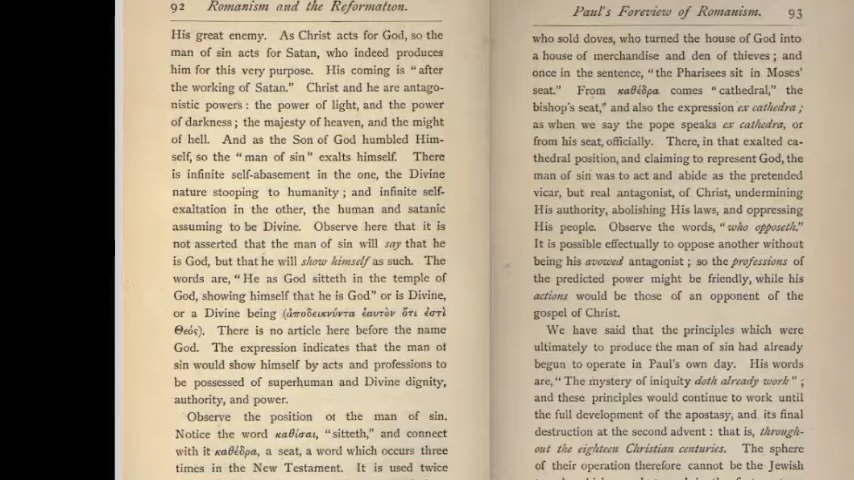 92 Romanism and the Reformation.
His great enemy. As Christ acts for God, so the
man of sin acts for Satan, who indeed produces
him for this very purpose. His coming is "after
the working of Satan." Christ and he are antago-
nistic powers: the power of light, and the power
of darkness; the majesty of heaven, and the might
of hell. And as the Son of God humbled Him-
self, so the "man of sin" exalts himself. There
is infinite self-abasement in the one, the Divine
nature stooping to humanity; and infinite self-
exaltation in the other, the human and satanic
assuming to be Divine. Observe here that it is
not asserted that the man of sin will say that he
is God, but that he will show himself as such. The
words are, "He as God sitteth in the temple of
God, showing himself that he is God" or is Divine,
or a Divine being (ἀποδεικνύντα ἑαυτὸν ὅτι ἐστὶ
Θεός). There is no article here before the name
God. The expression indicates that the man of
sin would show himself by acts and professions to
be possessed of superhuman and Divine dignity,
authority, and power.
Observe the position of the man of sin.
Notice the word καθίσαι, "sitteth," and connect
with it καθέδρα, a seat, a word which occurs three
times in the New Testament. It is used twice
Paul's Foreview of Romanism. 93
who sold doves, who turned the house of God into
a house of merchandise and den of thieves; and
once in the sentence, "the Pharisees sit in Moses'
seat." From καθέδρα comes "cathedral," the
bishop's seat," and also the expression ex cathedra;
as when we say the pope speaks ex cathedra, or
from his seat, officially. There, in that exalted ca-
thedral position, and claiming to represent God, the
man of sin was to act and abide as the pretended
vicar, but real antagonist, of Christ, undermining
His authority, abolishing His laws, and oppressing
His people. Observe the words, "who opposeth."
It is possible effectually to oppose another without
being his avowed antagonist; so the professions of
the predicted power might be friendly, while his
actions would be those of an opponent of the
gospel of Christ.
We have said that the principles which were
ultimately to produce the man of sin had already
begun to operate in Paul's own day. His words
are, "The mystery of iniquity doth already work";
and these principles would continue to work until
the full development of the apostasy, and its final
destruction at the second advent: that is, through-
out the eighteen Christian centuries. The sphere
of their operation therefore cannot be the Jewish